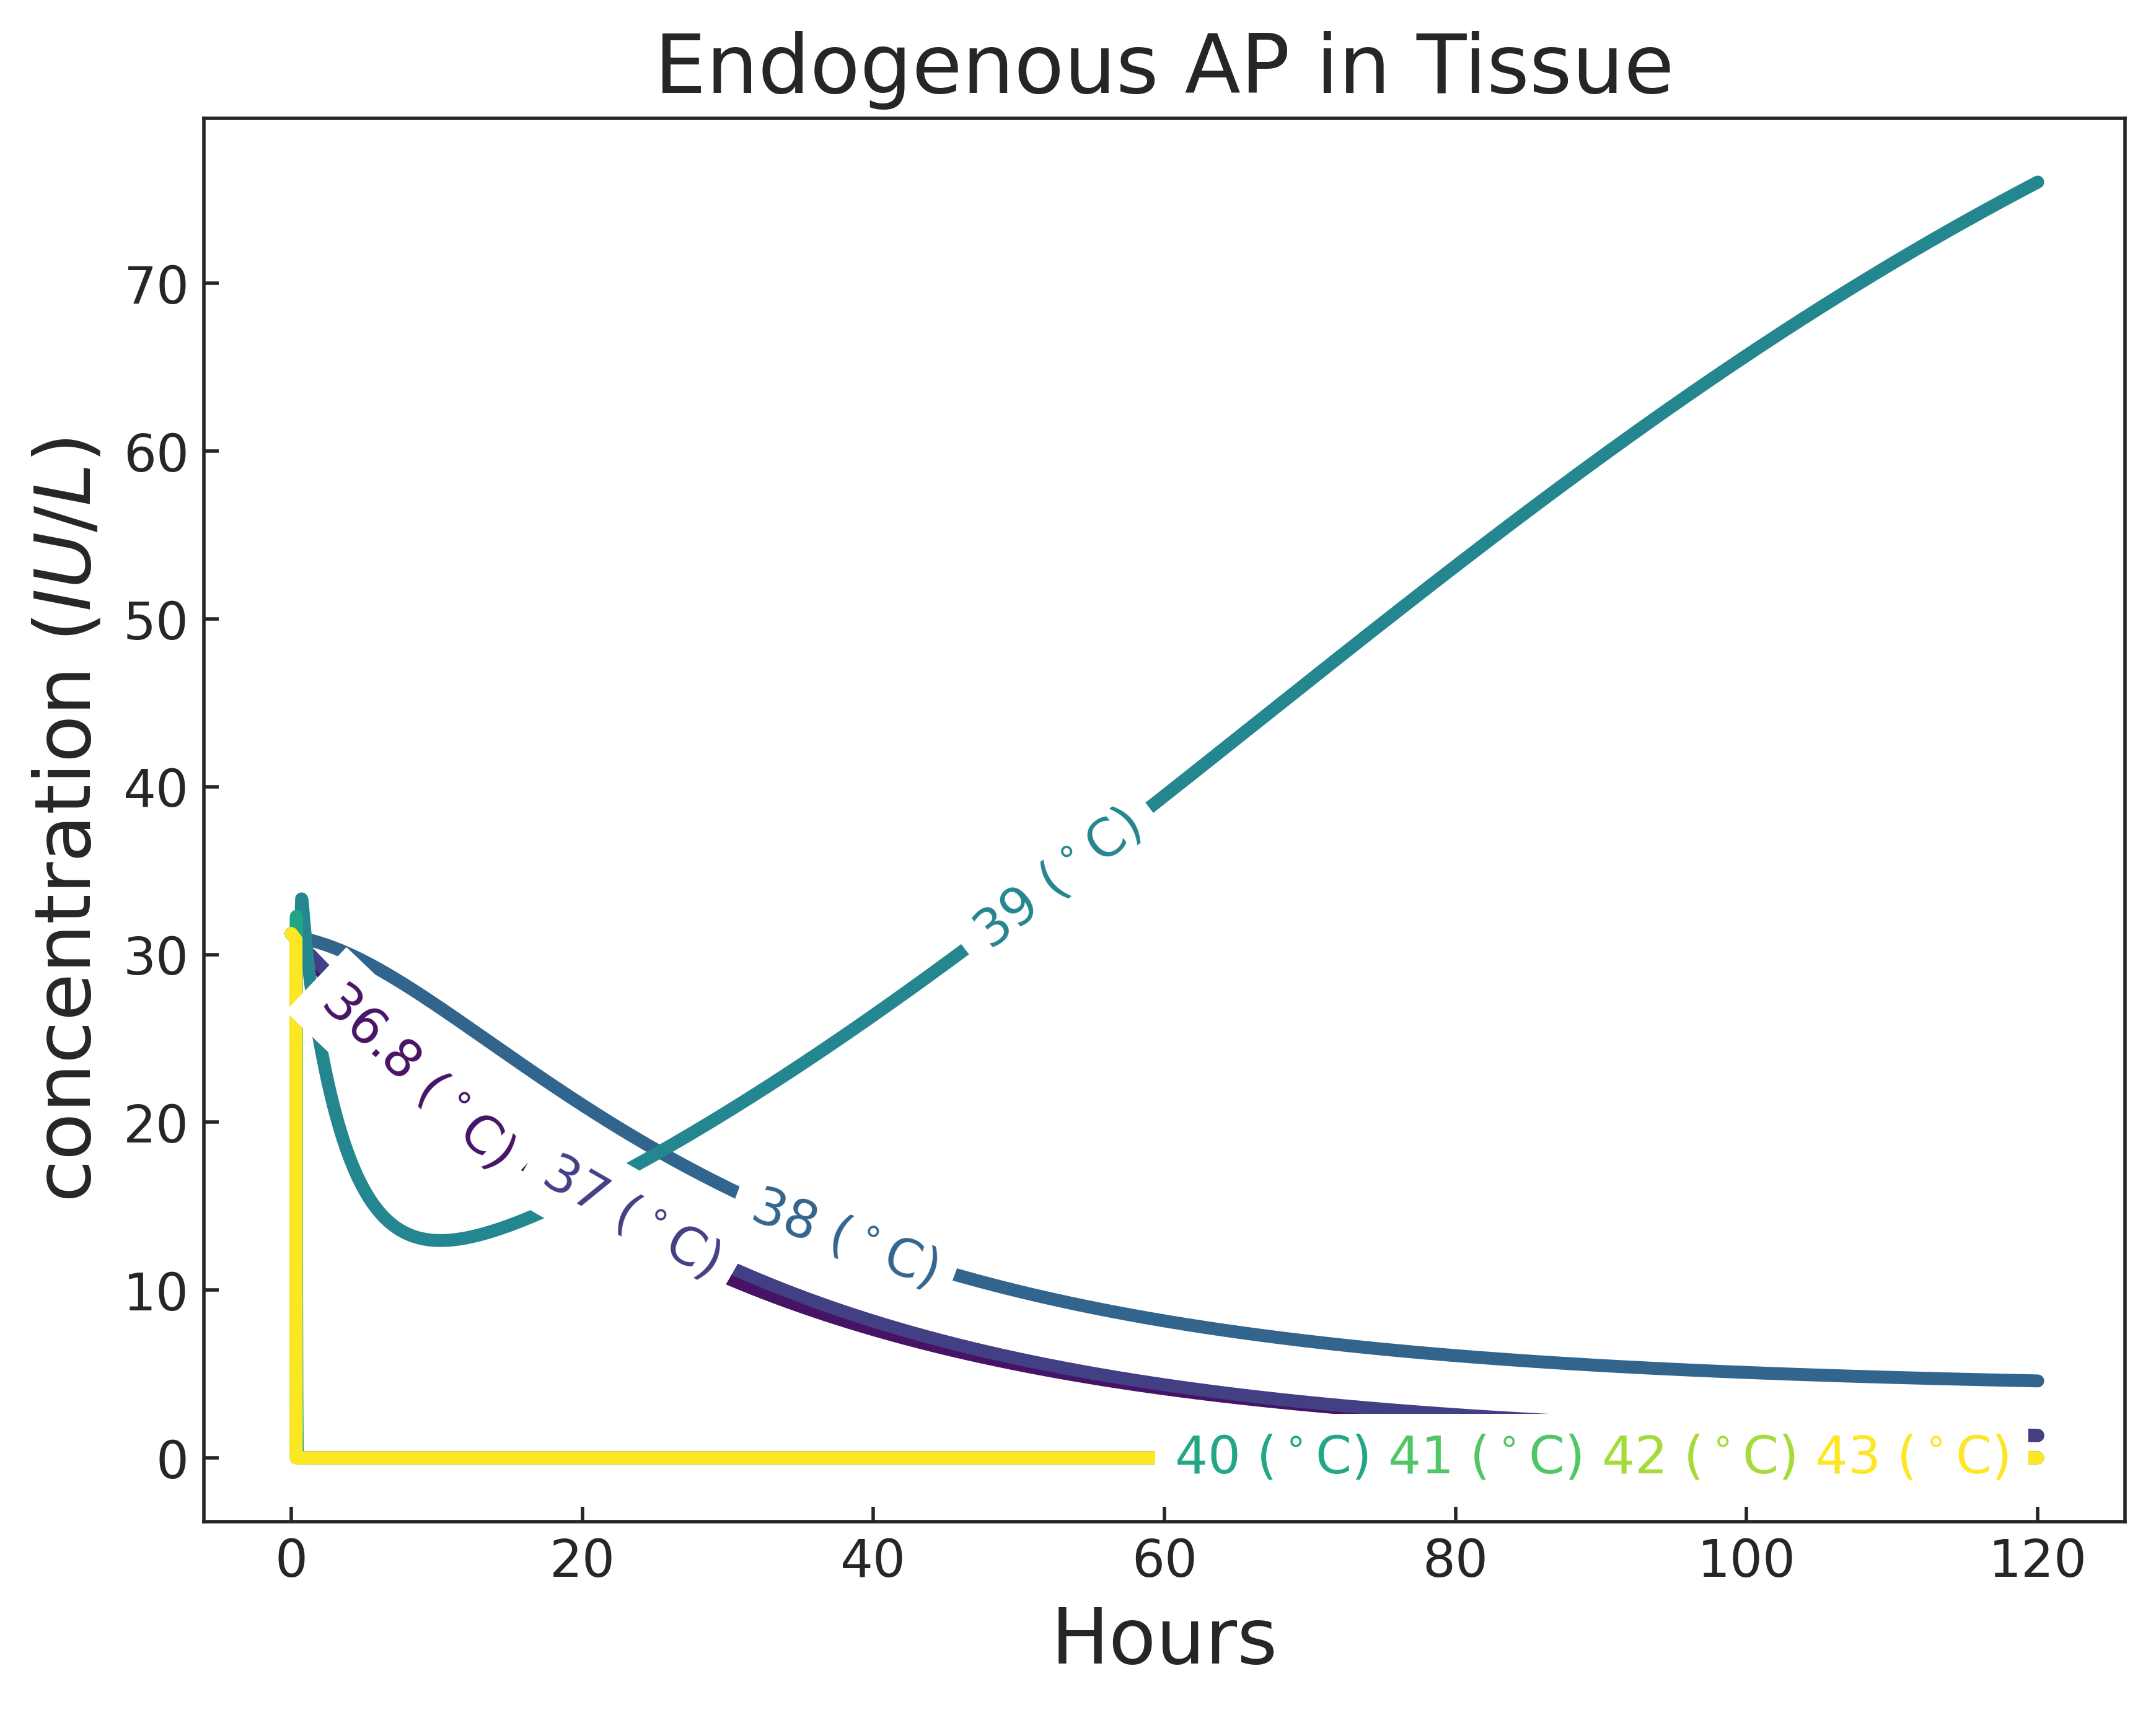 Endogenous AP in Tissue
concentration (IU/L)
70
60
50
40
30
20
10
0
39 (°C)
36.8 (°C)
37 (°C)
38 (°C)
40 (°C) 41 (°C) 42 (°C) 43 (°C)
0 20 40 60 80 100 120
Hours